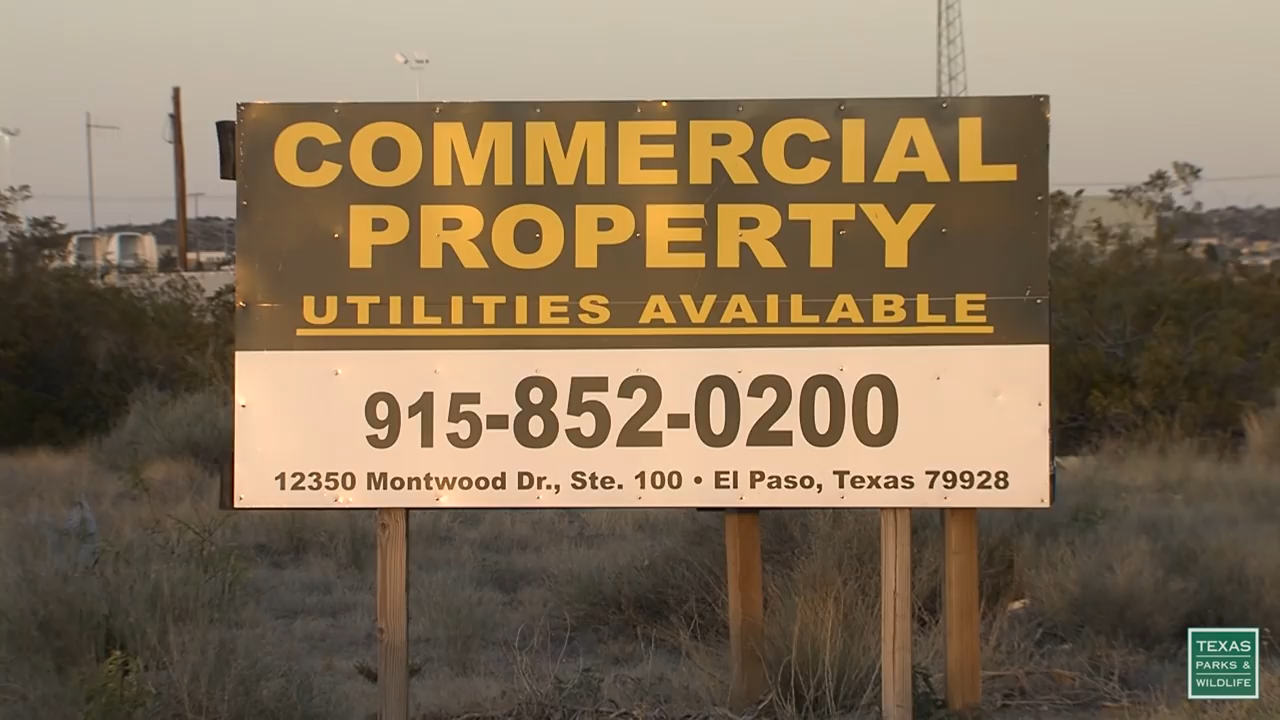 COMMERCIAL
PROPERTY
UTILITIES AVAILABLE
915-852-0200
12350 Montwood Dr., Ste. 100 • El Paso, Texas 79928
TEXAS
PARKS &
WILDLIFE